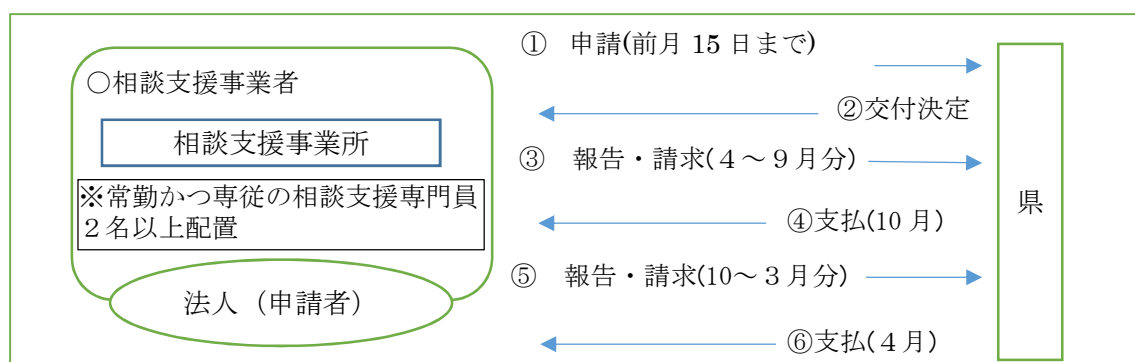 ○相談支援事業者
相談支援事業所
※常勤かつ専従の相談支援専門員
２名以上配置
法人（申請者）
① 申請(前月 15 日まで)
②交付決定
③ 報告・請求(４～９月分)
④支払(10 月)
⑤ 報告・請求(10～３月分)
⑥支払(４月)
県